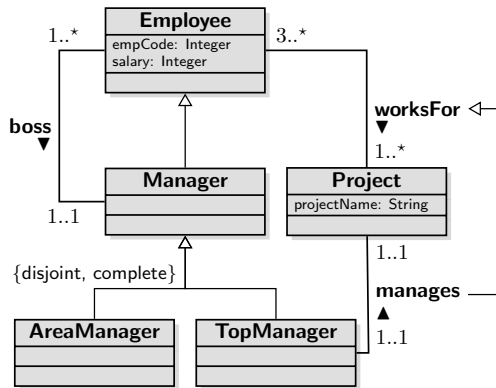 Employee
empCode: Integer
salary: Integer
1..*
3..*
boss
worksFor
1..*
Manager
Project
projectName: String
1..1
1..1
{disjoint, complete}
manages
AreaManager
TopManager
1..1